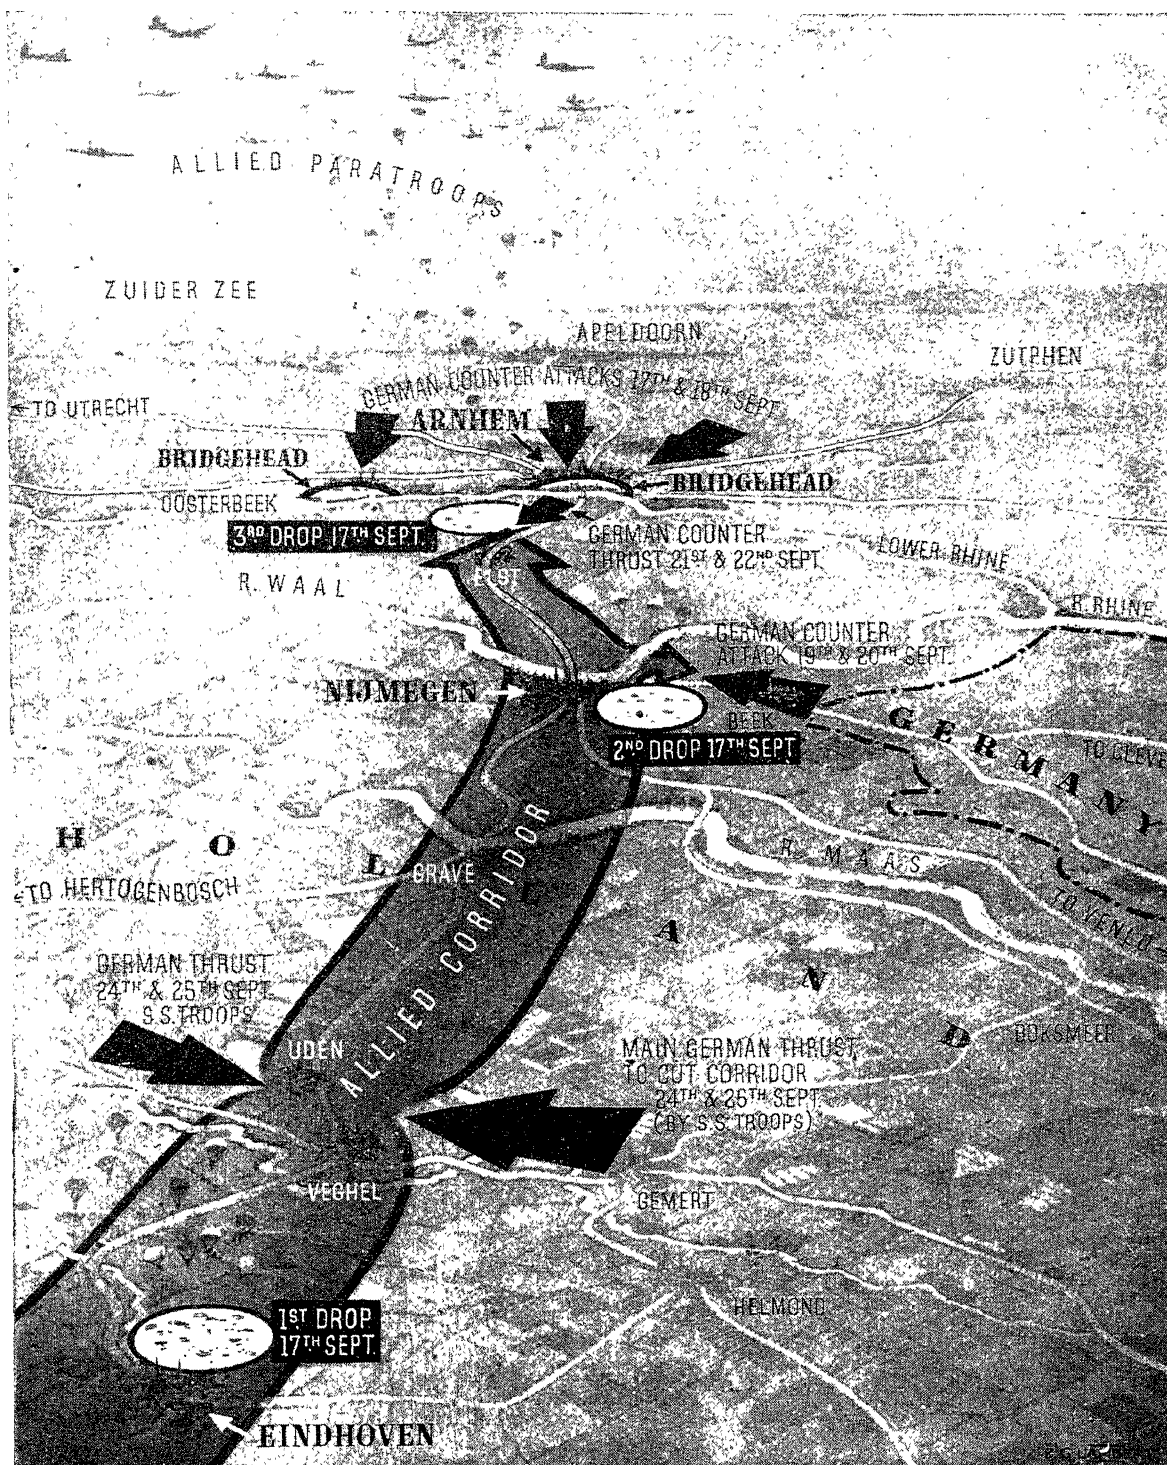 ALLIED PARATROOPS
ZUIDER ZEE
APELDOORN
ZUTPHEN
GERMAN COUNTER ATTACKS 17TH & 18TH SEPT.
TO UTRECHT
ARNHEM
BRIDGEHEAD
BRIDGEHEAD
OOSTERBEEK
3RD DROP 17TH SEPT.
GERMAN COUNTER
THRUST 21ST & 22ND SEPT.
LOWER RHINE
ELST
R. WAAL
R. RHINE
GERMAN COUNTER
ATTACK 19TH & 20TH SEPT.
NIJMEGEN
BEEK
2ND DROP 17TH SEPT
GERMANY
TO CLEVE
HOLLAND
R. MAAS
GRAVE
TO HERTOGENBOSCH
TO VENLO
ALLIED CORRIDOR
GERMAN THRUST
24TH & 25TH SEPT.
S.S. TROOPS
UDEN
MAIN GERMAN THRUST
TO CUT CORRIDOR
24TH & 25TH SEPT.
(BY S.S. TROOPS)
BOKSMEER
VEGHEL
GEMERT
HELMOND
1ST DROP
17TH SEPT.
EINDHOVEN